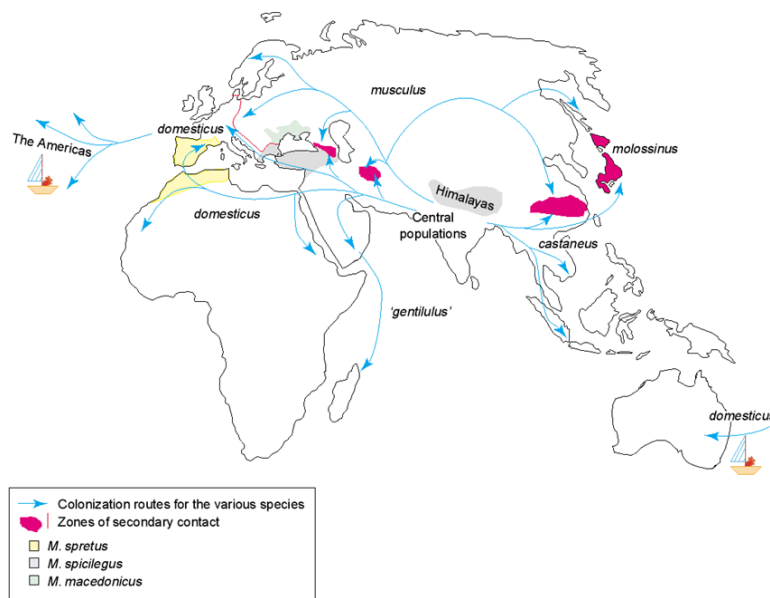 musculus
domesticus
The Americas
molossinus
Himalayas
domesticus
Central
populations
castaneus
'gentilulus'
domesticus
Colonization routes for the various species
Zones of secondary contact
M. spretus
M. spicilegus
M. macedonicus